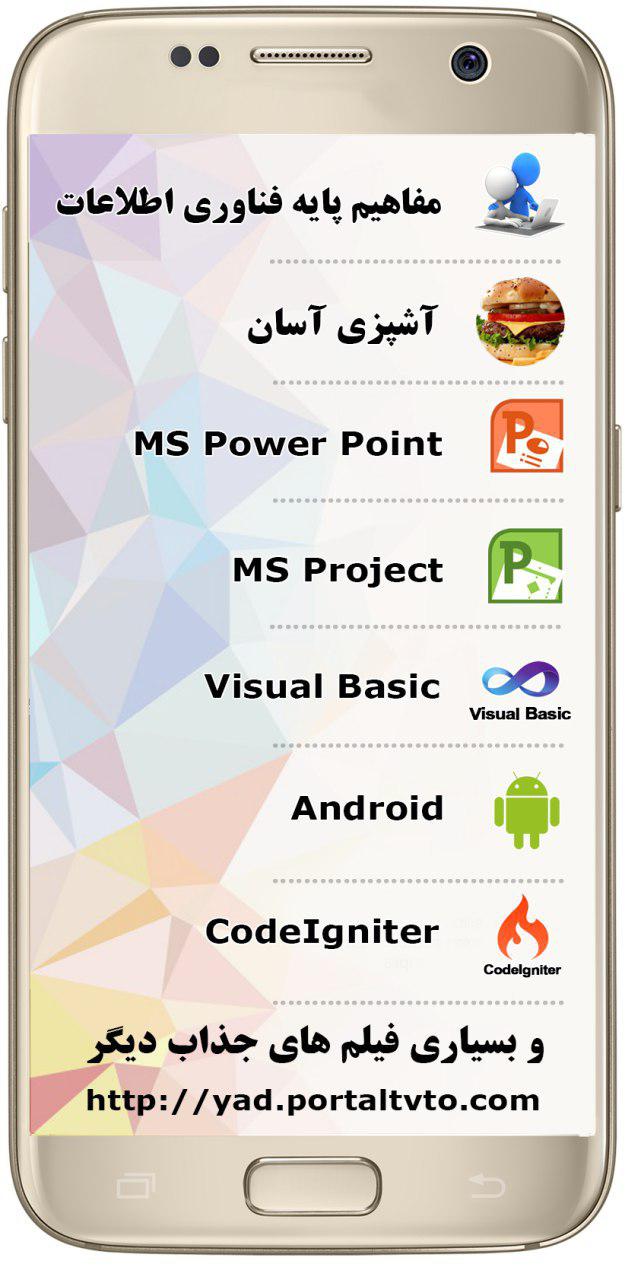 مفاهیم پایه فناوری اطلاعات
آشپزی آسان
MS Power Point
MS Project
Visual Basic
Visual Basic
Android
CodeIgniter
CodeIgniter
و بسیاری فیلم های جذاب دیگر
http://yad.portaltvto.com